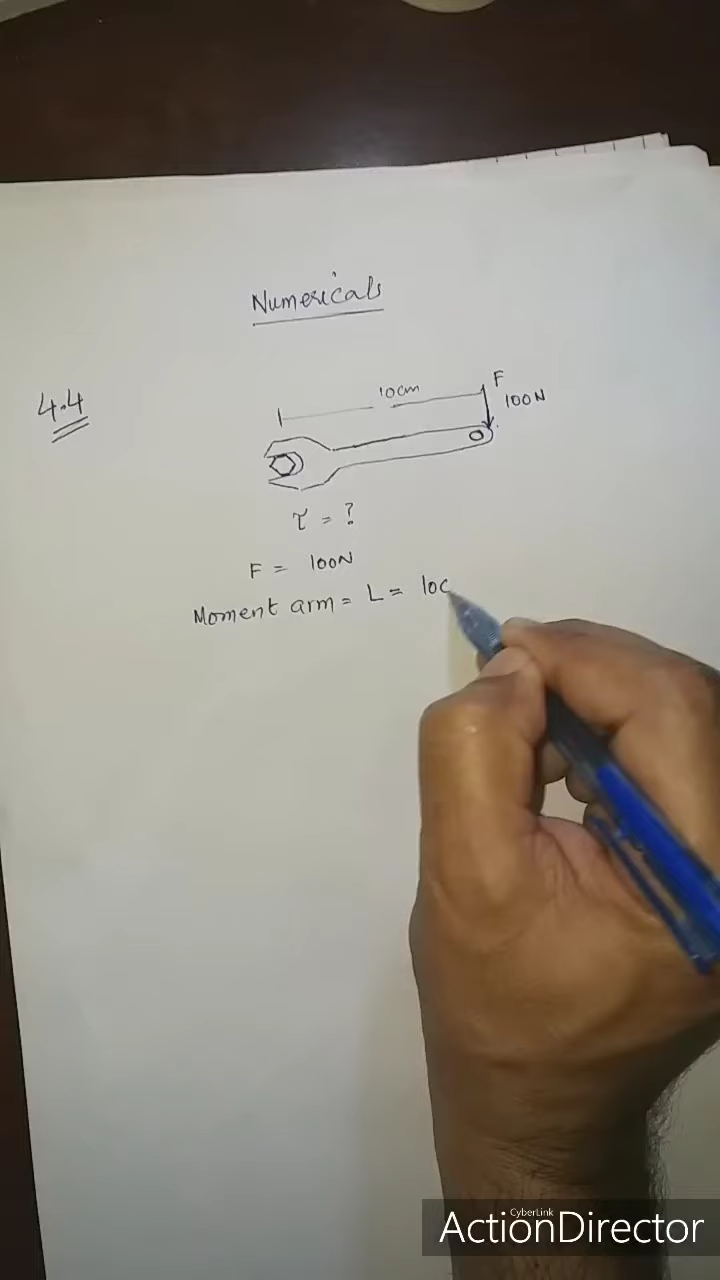 Numericals
4.4
10cm
F
100N
τ = ?
F = 100N
Moment arm = L = 10c
CyberLink
ActionDirector